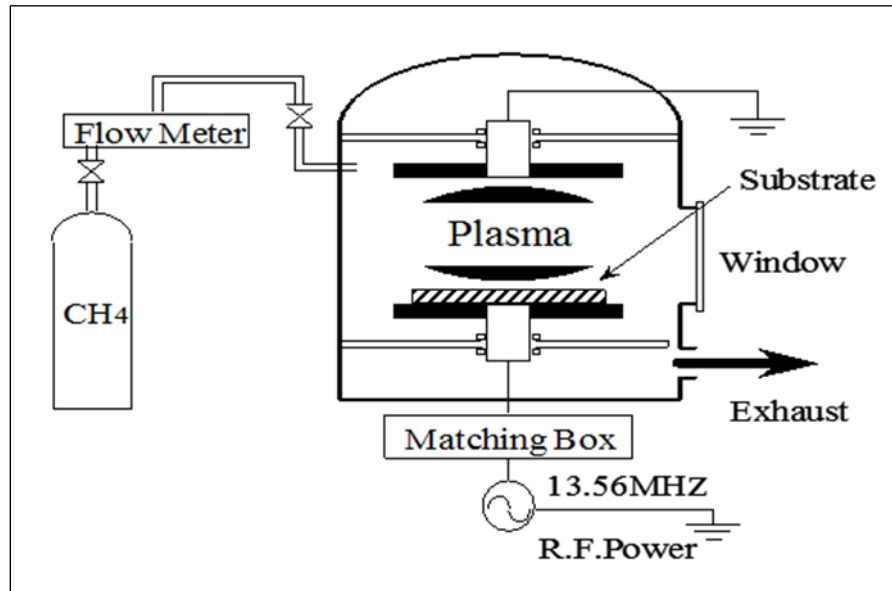 Flow Meter
Substrate
Plasma
Window
CH4
Exhaust
Matching Box
13.56MHZ
R.F.Power